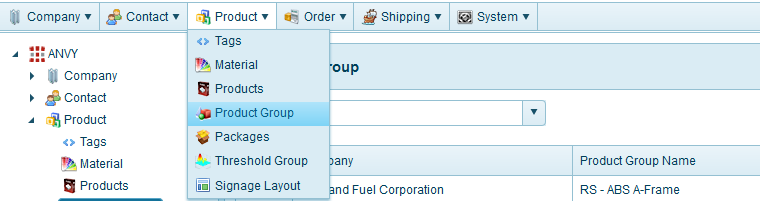 Company Contact Product Order Shipping System
ANVY
Company
Contact
Product
Tags
Material
Products
Tags
Material
Products
Product Group
Packages
Threshold Group
Signage Layout
roup
pany Product Group Name
and Fuel Corporation RS - ABS A-Frame